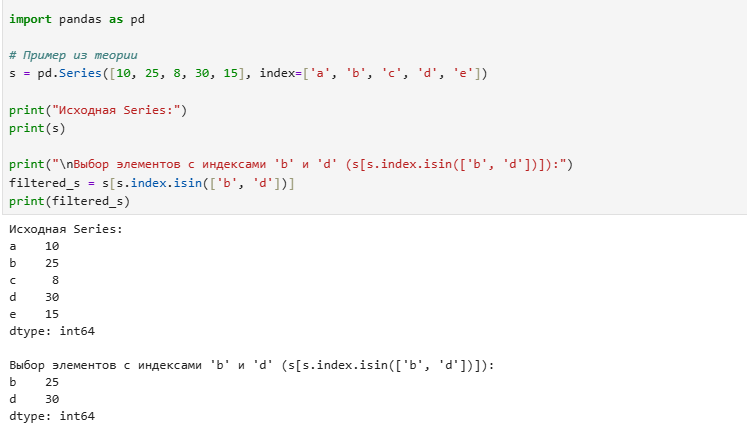 import pandas as pd
# Пример из теории
s = pd.Series([10, 25, 8, 30, 15], index=['a', 'b', 'c', 'd', 'e'])
print("Исходная Series:")
print(s)
print("\nВыбор элементов с индексами 'b' и 'd' (s[s.index.isin(['b', 'd'])]):")
filtered_s = s[s.index.isin(['b', 'd'])]
print(filtered_s)
Исходная Series:
a    10
b    25
c     8
d    30
e    15
dtype: int64
Выбор элементов с индексами 'b' и 'd' (s[s.index.isin(['b', 'd'])]):
b    25
d    30
dtype: int64